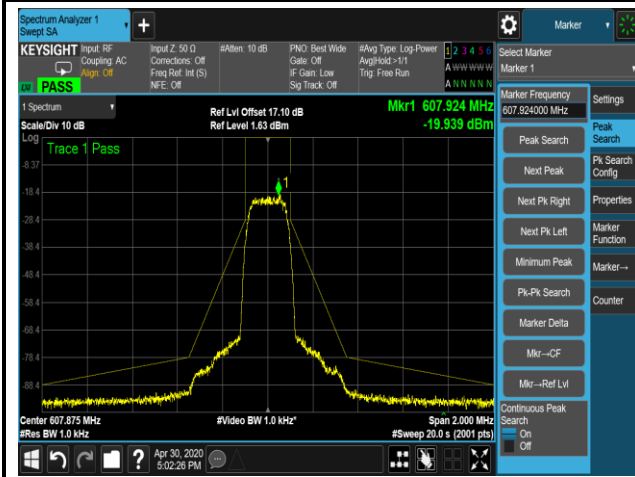 Spectrum Analyzer 1
Swept SA
+
Marker
KEYSIGHT
Input: RF
Coupling: AC
Align: Off
Input Z: 50 Ω
Corrections: Off
Freq Ref: Int (S)
NFE: Off
#Atten: 10 dB
PNO: Best Wide
Gate: Off
IF Gain: Low
Sig Track: Off
#Avg Type: Log-Power
Avg|Hold:>1/1
Trig: Free Run
1 2 3 4 5 6
A W W W W W
A N N N N N
PASS
Select Marker
Marker 1
1 Spectrum
Scale/Div 10 dB
Ref Lvl Offset 17.10 dB
Ref Level 1.63 dBm
Mkr1 607.924 MHz
-19.939 dBm
Log
Trace 1 Pass
1
-8.37
-18.4
-28.4
-38.4
-48.4
-58.4
-68.4
-78.4
-88.4
Center 607.875 MHz
#Res BW 1.0 kHz
#Video BW 1.0 kHz*
Span 2.000 MHz
#Sweep 20.0 s (2001 pts)
Marker Frequency
607.924000 MHz
Peak Search
Next Peak
Next Pk Right
Next Pk Left
Minimum Peak
Pk-Pk Search
Marker Delta
Mkr→CF
Mkr→Ref Lvl
Continuous Peak
Search
On
Off
Settings
Peak
Search
Pk Search
Config
Properties
Marker
Function
Marker→
Counter
?
Apr 30, 2020
5:02:26 PM